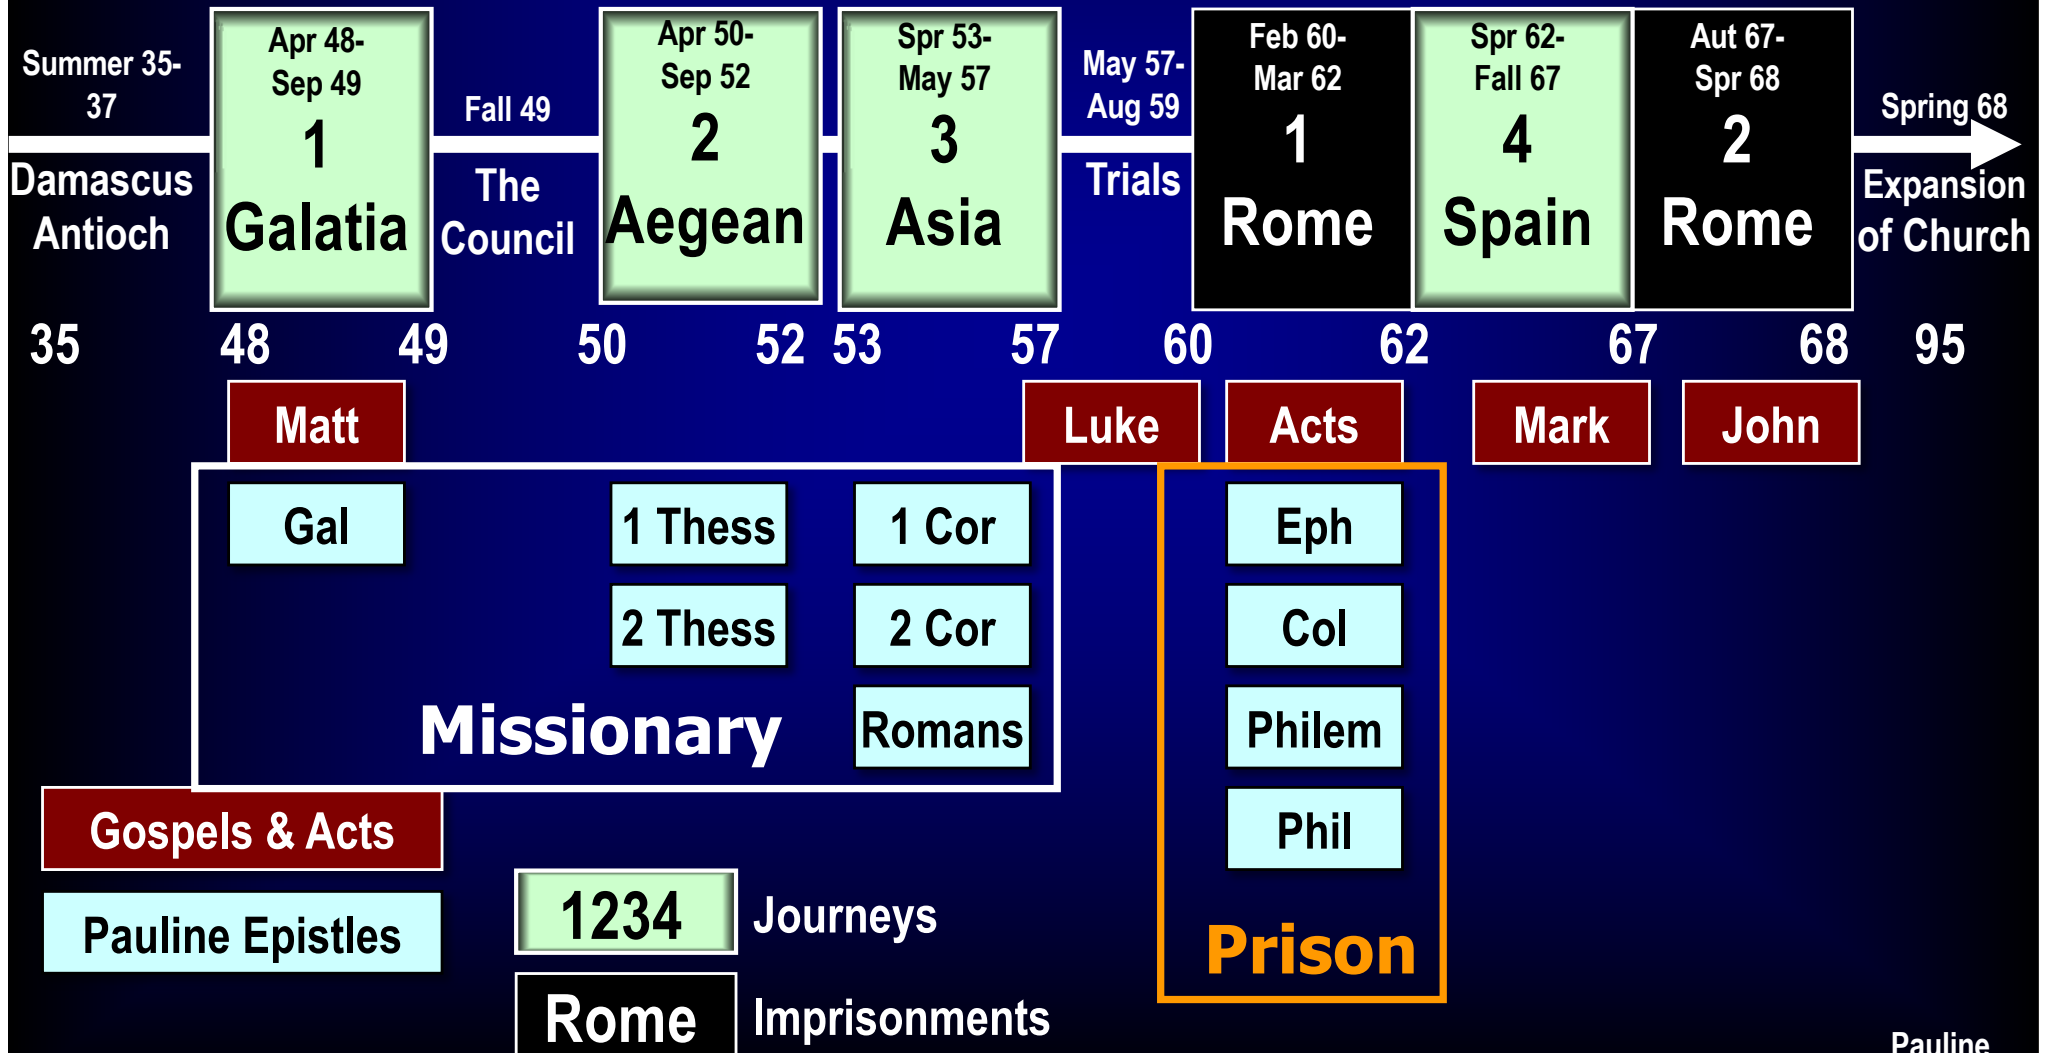 Summer 35-
37
Damascus
Antioch
Apr 48-
Sep 49
1
Galatia
Fall 49
The
Council
Apr 50-
Sep 52
2
Aegean
Spr 53-
May 57
3
Asia
May 57-
Aug 59
Trials
Feb 60-
Mar 62
1
Rome
Spr 62-
Fall 67
4
Spain
Aut 67-
Spr 68
2
Rome
Spring 68
Expansion
of Church
35 48 49 50 52 53 57 60 62 67 68 95
Matt Luke Acts Mark John
Gal 1 Thess 1 Cor Eph
2 Thess 2 Cor Col
Missionary Romans Philem
Gospels & Acts Phil
Pauline Epistles 1234 Journeys Prison
Rome Imprisonments
Pauline